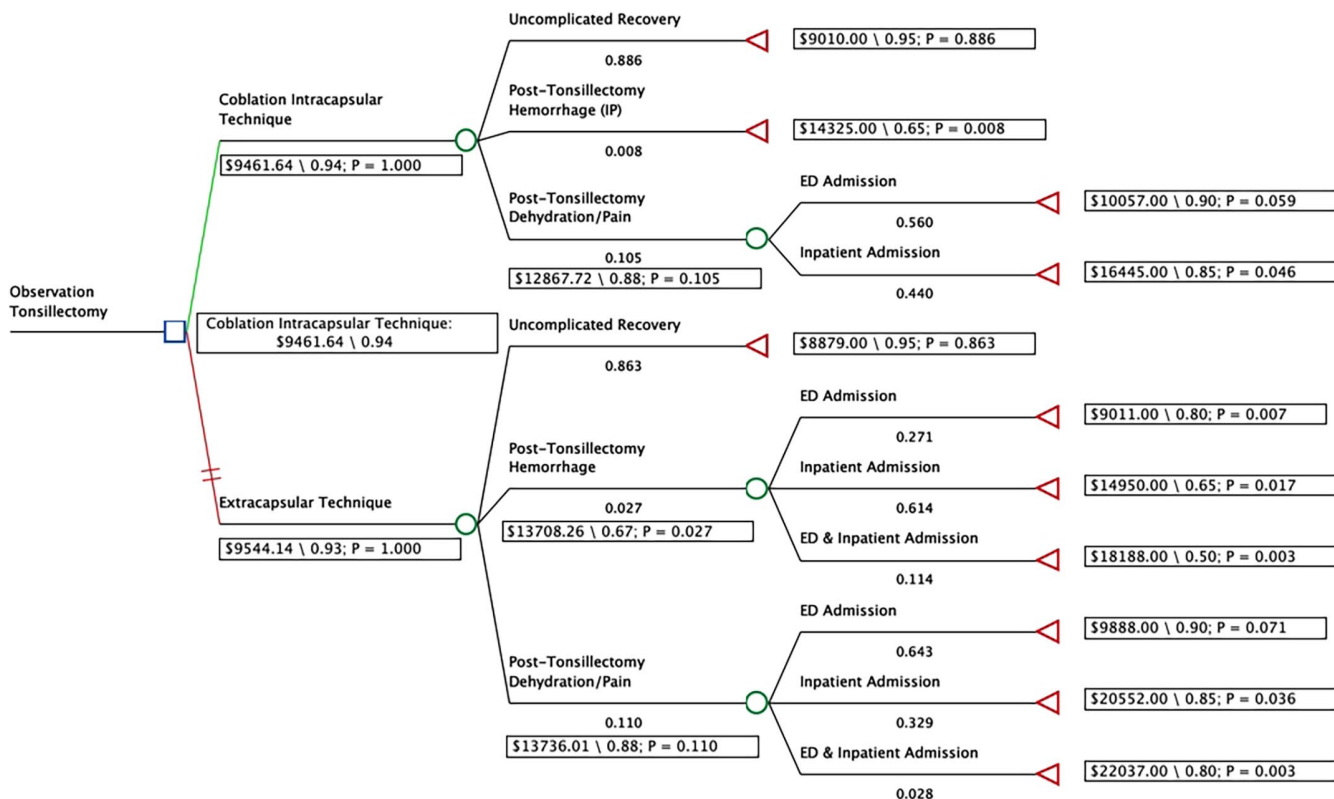 Observation
Tonsillectomy
Coblation Intracapsular Technique:
$9461.64 \ 0.94
Coblation Intracapsular
Technique
$9461.64 \ 0.94; P = 1.000
Uncomplicated Recovery
0.886
$9010.00 \ 0.95; P = 0.886
Post-Tonsillectomy
Hemorrhage (IP)
0.008
$14325.00 \ 0.65; P = 0.008
Post-Tonsillectomy
Dehydration/Pain
0.105
$12867.72 \ 0.88; P = 0.105
ED Admission
0.560
$10057.00 \ 0.90; P = 0.059
Inpatient Admission
0.440
$16445.00 \ 0.85; P = 0.046
Extracapsular Technique
$9544.14 \ 0.93; P = 1.000
Uncomplicated Recovery
0.863
$8879.00 \ 0.95; P = 0.863
Post-Tonsillectomy
Hemorrhage
0.027
$13708.26 \ 0.67; P = 0.027
ED Admission
0.271
$9011.00 \ 0.80; P = 0.007
Inpatient Admission
0.614
$14950.00 \ 0.65; P = 0.017
ED & Inpatient Admission
0.114
$18188.00 \ 0.50; P = 0.003
Post-Tonsillectomy
Dehydration/Pain
0.110
$13736.01 \ 0.88; P = 0.110
ED Admission
0.643
$9888.00 \ 0.90; P = 0.071
Inpatient Admission
0.329
$20552.00 \ 0.85; P = 0.036
ED & Inpatient Admission
0.028
$22037.00 \ 0.80; P = 0.003